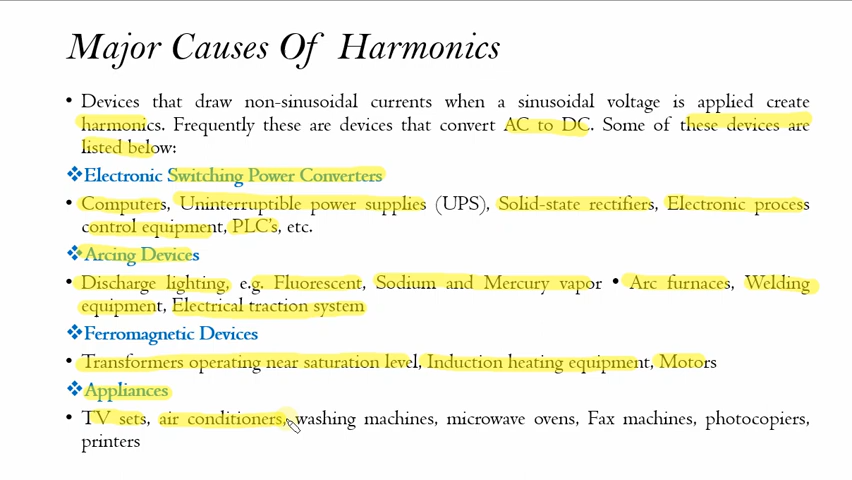 Major Causes Of Harmonics
• Devices that draw non-sinusoidal currents when a sinusoidal voltage is applied create
harmonics. Frequently these are devices that convert AC to DC. Some of these devices are
listed below:
❖Electronic Switching Power Converters
• Computers, Uninterruptible power supplies (UPS), Solid-state rectifiers, Electronic process
control equipment, PLC's, etc.
❖Arcing Devices
• Discharge lighting, e.g. Fluorescent, Sodium and Mercury vapor • Arc furnaces, Welding
equipment, Electrical traction system
❖Ferromagnetic Devices
• Transformers operating near saturation level, Induction heating equipment, Motors
❖Appliances
• TV sets, air conditioners, washing machines, microwave ovens, Fax machines, photocopiers,
printers